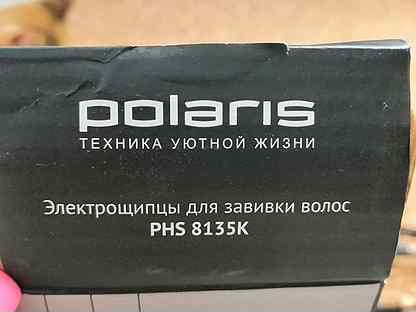 polaris
ТЕХНИКА УЮТНОЙ ЖИЗНИ
Электрощипцы для завивки волос
PHS 8135K